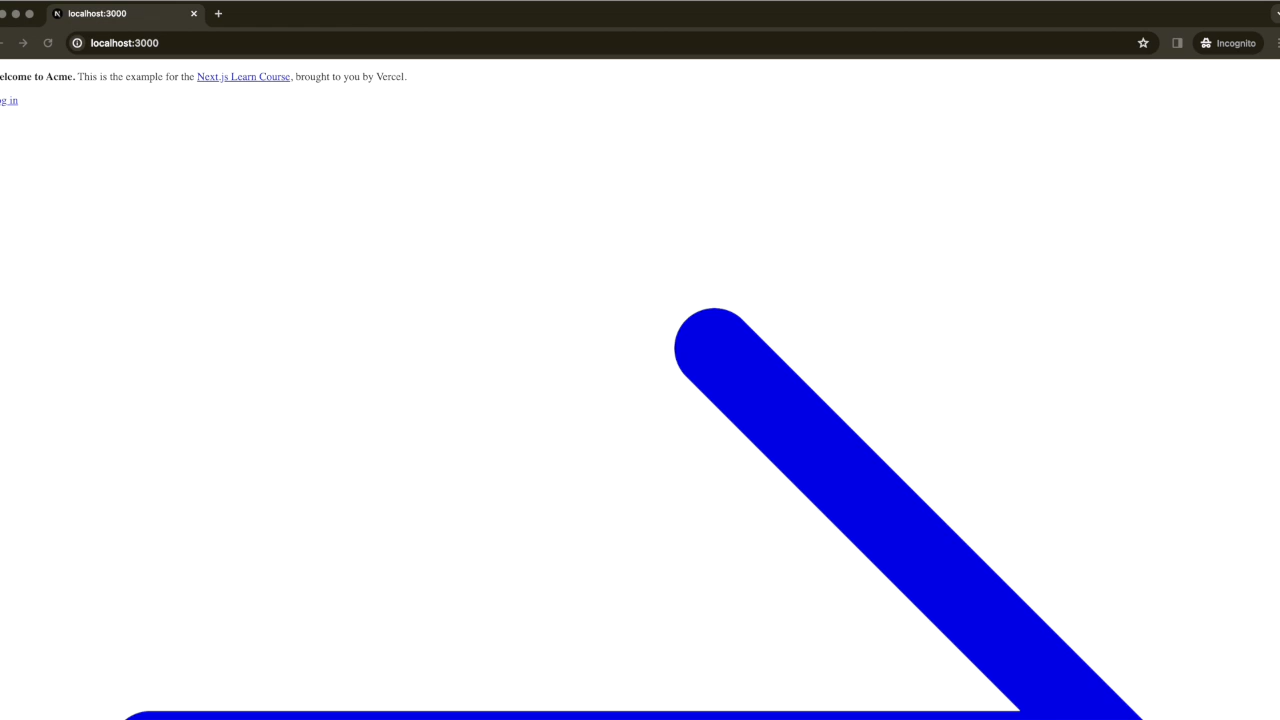 localhost:3000
localhost:3000
Incognito
elcome to Acme. This is the example for the Next.js Learn Course, brought to you by Vercel.
og in